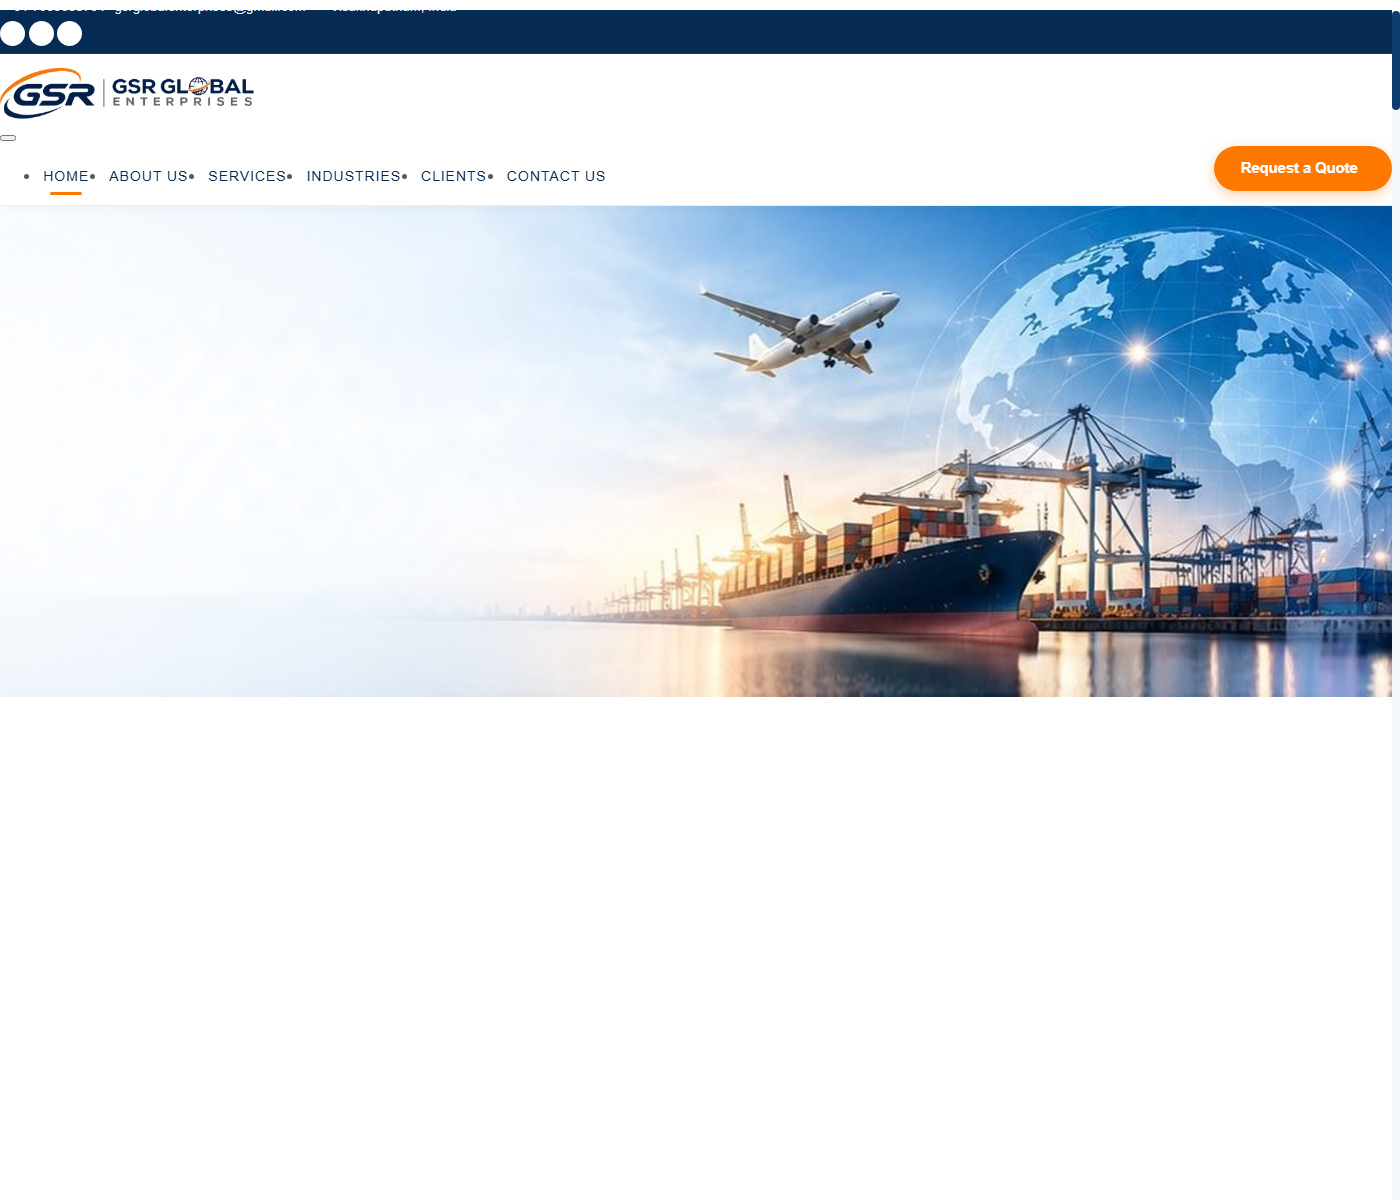 GSR
GSR GLOBAL
ENTERPRISES
HOME
ABOUT US
SERVICES
INDUSTRIES
CLIENTS
CONTACT US
Request a Quote